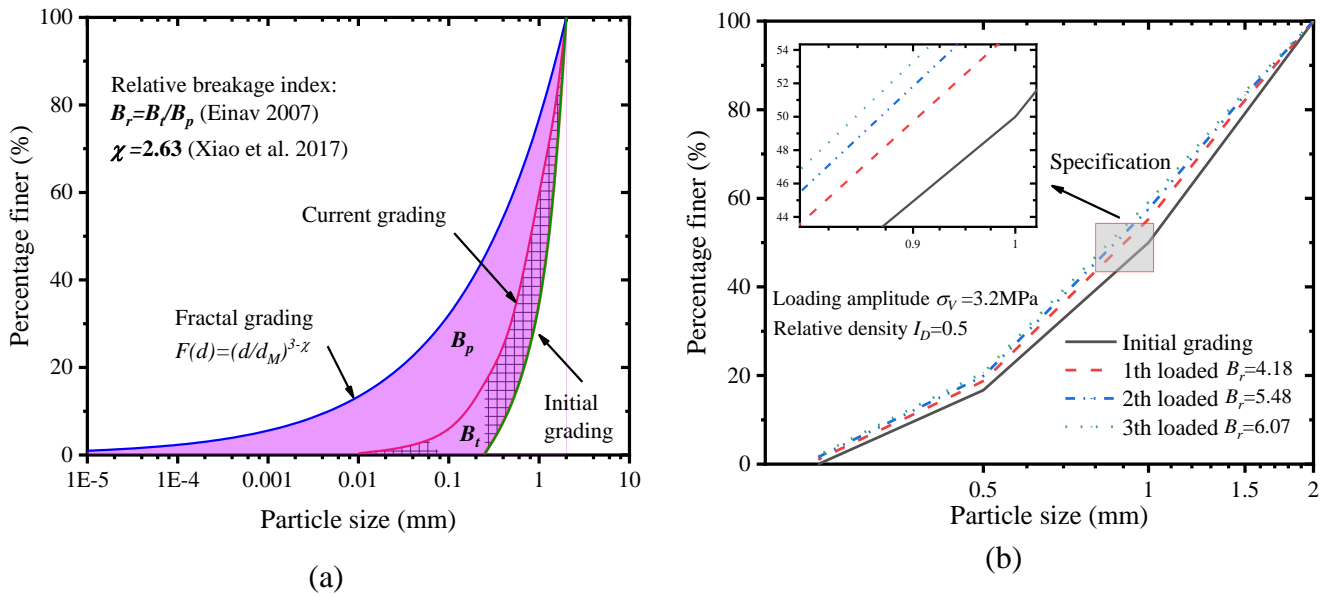 100
80
60
40
20
0
Percentage finer (%)
Relative breakage index:
B_r=B_t/B_p (Einav 2007)
χ=2.63 (Xiao et al. 2017)
Current grading
Fractal grading
F(d)=(d/d_M)^{3-χ}
B_p
B_t
Initial
grading
1E-5 1E-4 0.001 0.01 0.1 1 10
Particle size (mm)
(a)
100
80
60
40
20
0
Percentage finer (%)
54
52
50
48
46
44
0.9 1
Specification
Loading amplitude σ_V=3.2MPa
Relative density I_D=0.5
Initial grading
1th loaded B_r=4.18
2th loaded B_r=5.48
3th loaded B_r=6.07
0.5 1 1.5 2
Particle size (mm)
(b)